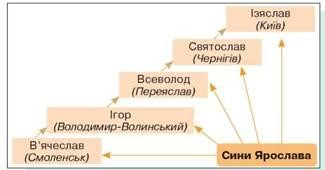 Ізяслав
(Київ)
Святослав
(Чернігів)
Всеволод
(Переяслав)
Ігор
(Володимир-Волинський)
В'ячеслав
(Смоленськ)
Сини Ярослава